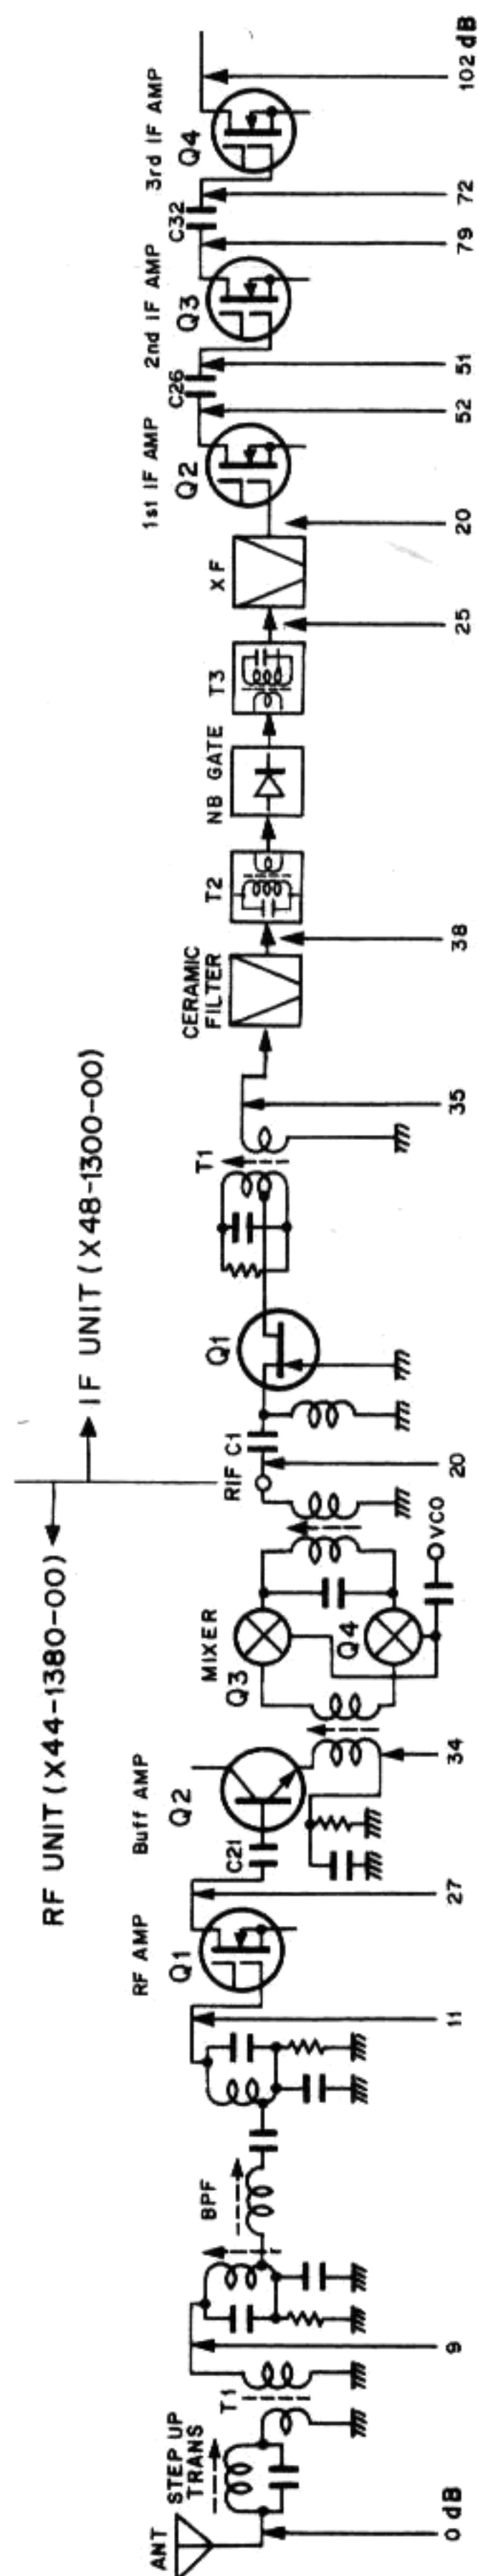 RF UNIT (X44-1380-00)
IF UNIT (X48-1300-00)
ANT
STEP UP
TRANS
T1
BPF
RF AMP
Q1
C21
Buff AMP
Q2
MIXER
Q3
Q4
VCO
RIF C1
Q1
T1
CERAMIC
FILTER
T2
NB GATE
T3
XF
1st IF AMP
Q2
C26
2nd IF AMP
Q3
C32
3rd IF AMP
Q4
0 dB
9
11
27
34
20
35
38
25
20
52
51
79
72
102 dB